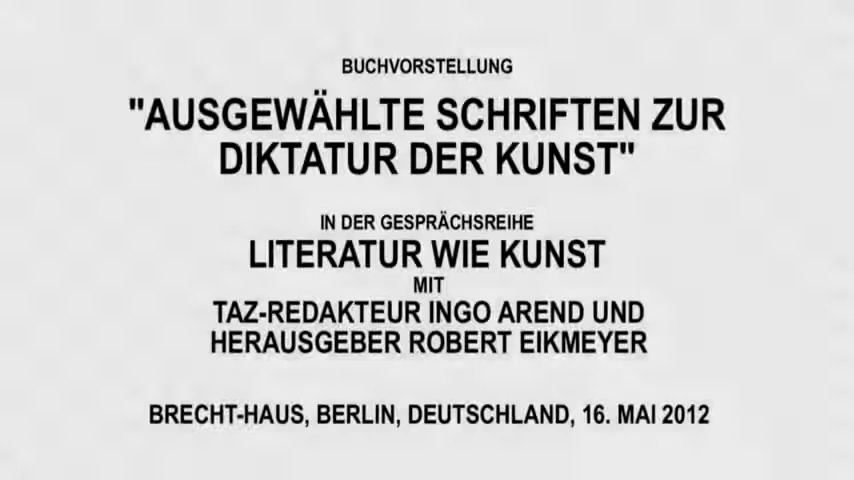 BUCHVORSTELLUNG
"AUSGEWÄHLTE SCHRIFTEN ZUR
DIKTATUR DER KUNST"
IN DER GESPRÄCHSREIHE
LITERATUR WIE KUNST
MIT
TAZ-REDAKTEUR INGO AREND UND
HERAUSGEBER ROBERT EIKMEYER
BRECHT-HAUS, BERLIN, DEUTSCHLAND, 16. MAI 2012